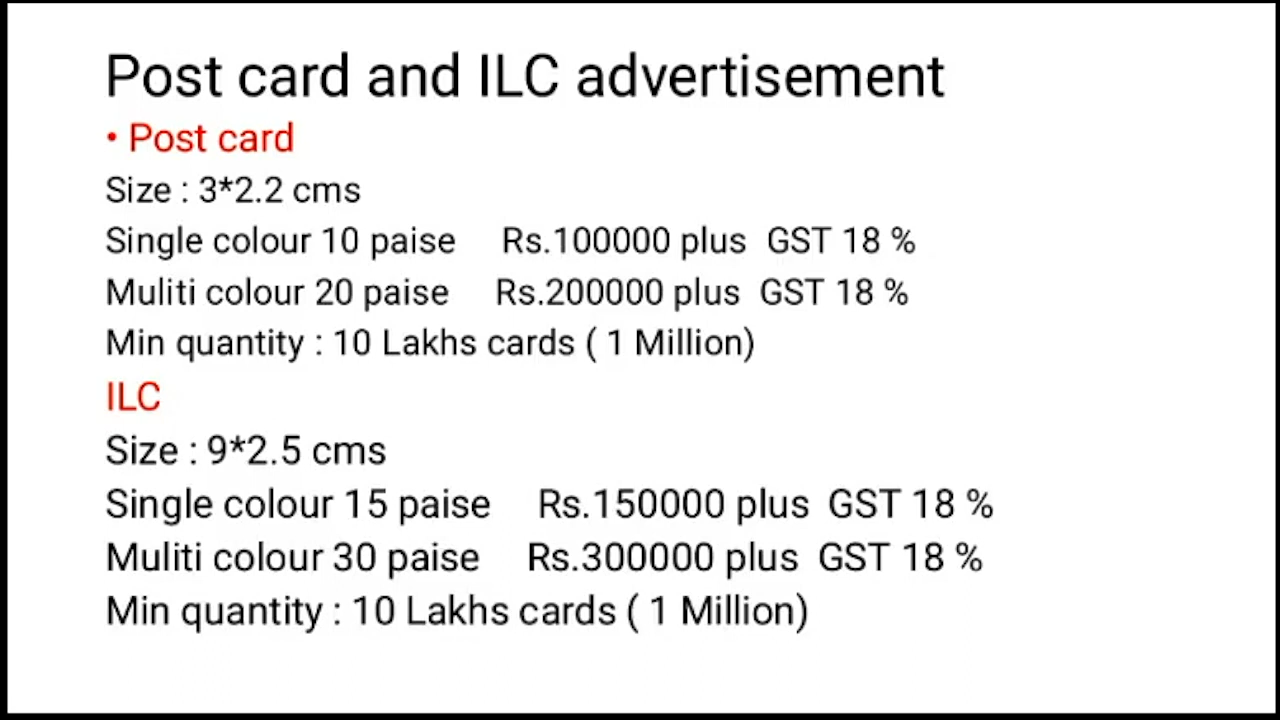 Post card and ILC advertisement
• Post card
Size : 3*2.2 cms
Single colour 10 paise Rs.100000 plus GST 18 %
Muliti colour 20 paise Rs.200000 plus GST 18 %
Min quantity : 10 Lakhs cards ( 1 Million)
ILC
Size : 9*2.5 cms
Single colour 15 paise Rs.150000 plus GST 18 %
Muliti colour 30 paise Rs.300000 plus GST 18 %
Min quantity : 10 Lakhs cards ( 1 Million)